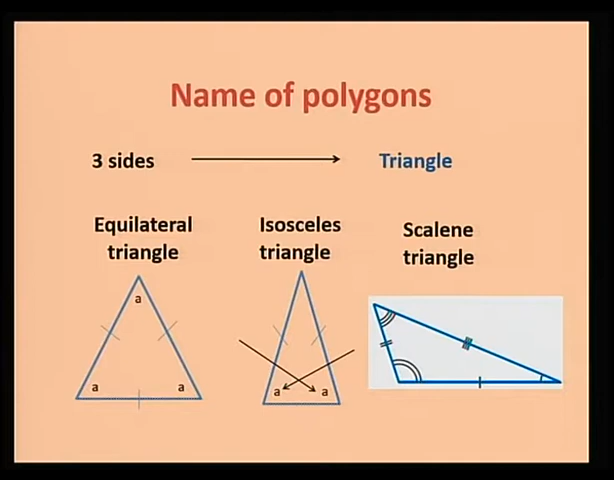 Name of polygons
3 sides
Triangle
Equilateral
triangle
Isosceles
triangle
Scalene
triangle
a
a
a
a
a